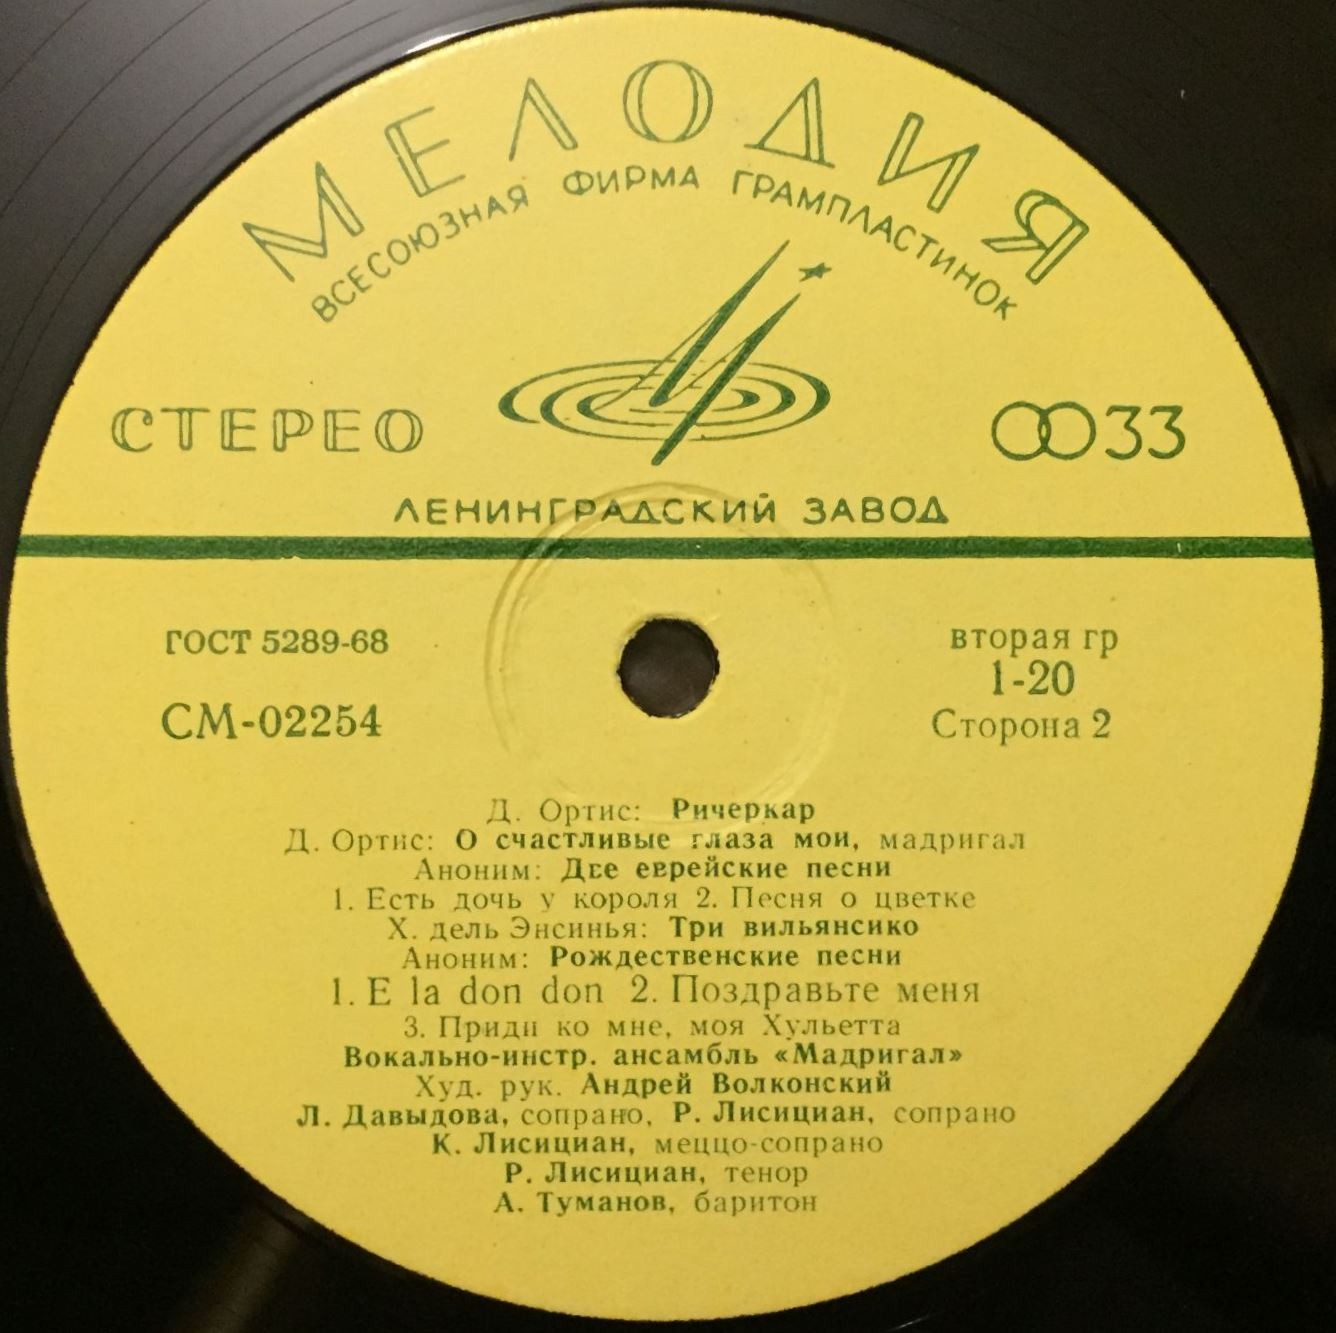 МЕЛОДИЯ
ВСЕСОЮЗНАЯ ФИРМА ГРАМПЛАСТИНОК
СТЕРЕО
33
ЛЕНИНГРАДСКИЙ ЗАВОД
ГОСТ 5289-68
вторая гр
1-20
СМ-02254
Сторона 2
Д. Ортис: Ричеркар
Д. Ортис: О счастливые глаза мои, мадригал
Аноним: Две еврейские песни
1. Есть дочь у короля 2. Песня о цветке
Х. дель Энсинья: Три вильянсико
Аноним: Рождественские песни
1. E la don don 2. Поздравьте меня
3. Приди ко мне, моя Хульетта
Вокально-инстр. ансамбль «Мадригал»
Худ. рук. Андрей Волконский
Л. Давыдова, сопрано, Р. Лисициан, сопрано
К. Лисициан, меццо-сопрано
Р. Лисициан, тенор
А. Туманов, баритон